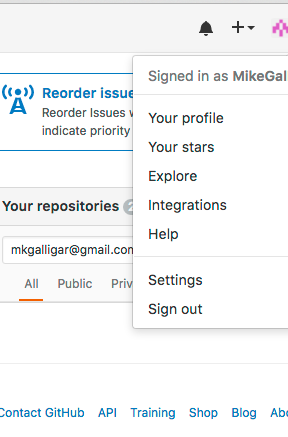 Signed in as MikeGal
Reorder issue
Reorder Issues w
indicate priority
Your profile
Your stars
Explore
Integrations
Help
Settings
Sign out
Your repositories
mkgalligar@gmail.com
All Public Priv
Contact GitHub API Training Shop Blog Abo